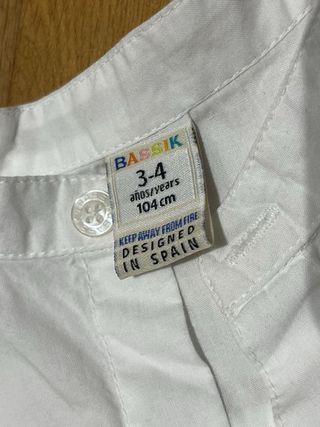 BASSIK
3-4
años/years
104 cm
KEEP AWAY FROM FIRE
DESIGNED
IN SPAIN